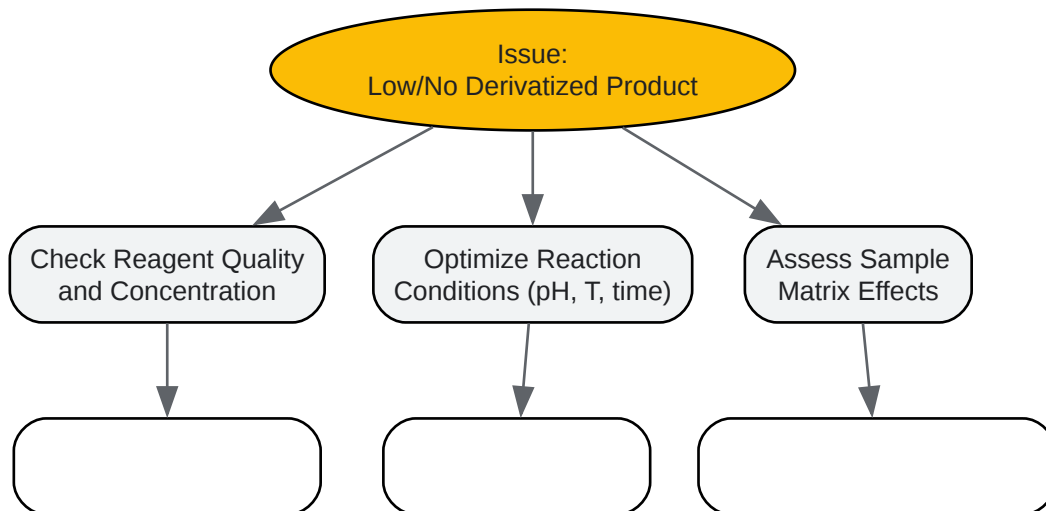 Issue:
Low/No Derivatized Product
Check Reagent Quality
and Concentration
Optimize Reaction
Conditions (pH, T, time)
Assess Sample
Matrix Effects